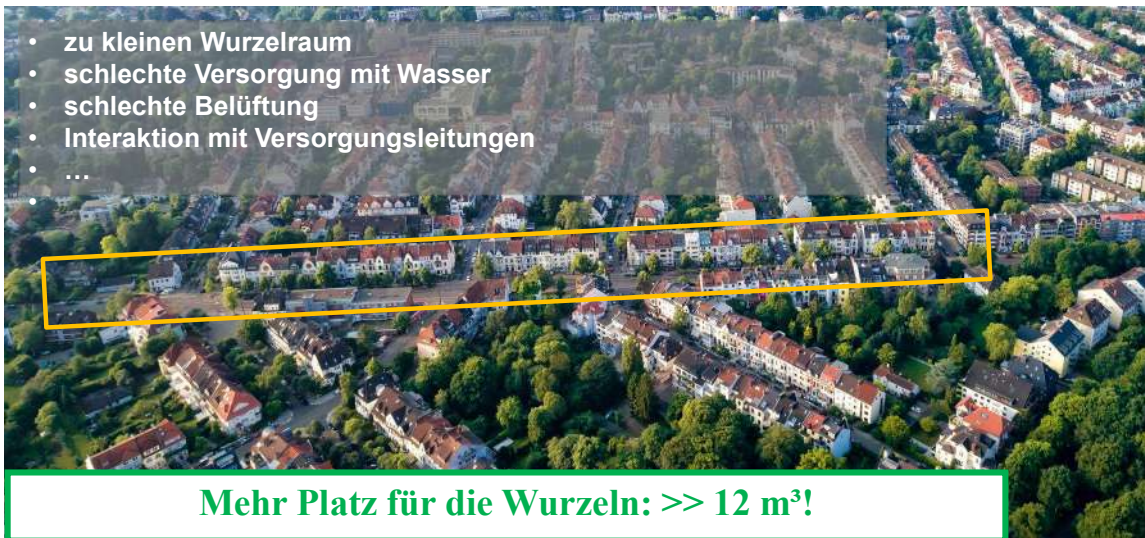 • zu kleinen Wurzelraum
• schlechte Versorgung mit Wasser
• schlechte Belüftung
• Interaktion mit Versorgungsleitungen
• …
•
Mehr Platz für die Wurzeln: >> 12 m³!